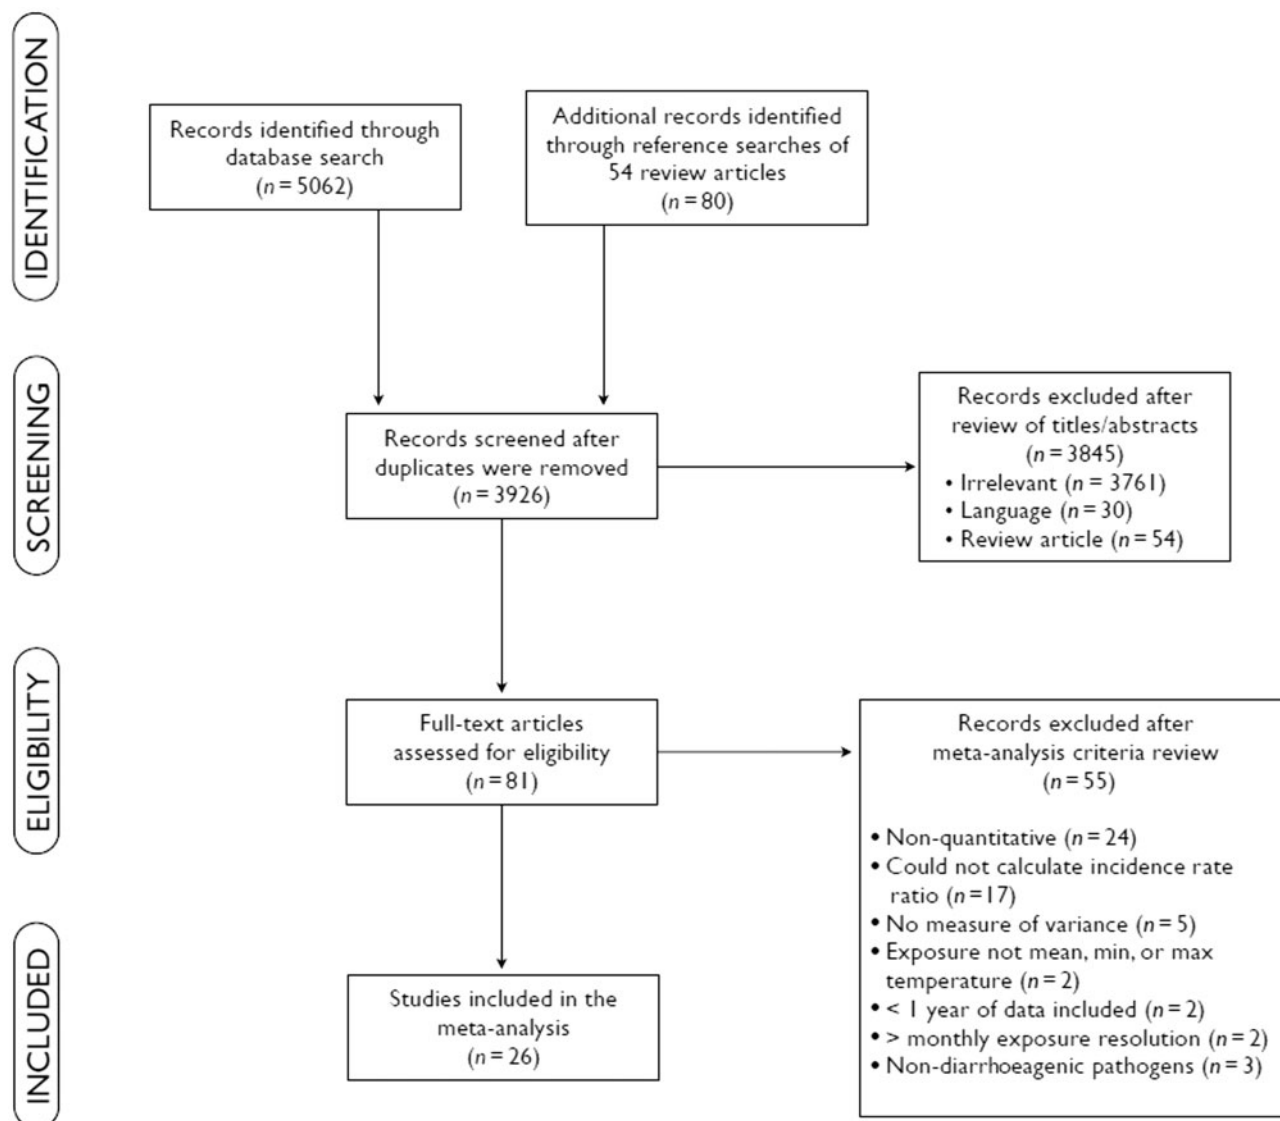 IDENTIFICATION
Records identified through
database search
(n = 5062)
Additional records identified
through reference searches of
54 review articles
(n = 80)
SCREENING
Records screened after
duplicates were removed
(n = 3926)
Records excluded after
review of titles/abstracts
(n = 3845)
• Irrelevant (n = 3761)
• Language (n = 30)
• Review article (n = 54)
ELIGIBILITY
Full-text articles
assessed for eligibility
(n = 81)
Records excluded after
meta-analysis criteria review
(n = 55)
• Non-quantitative (n = 24)
• Could not calculate incidence rate
ratio (n = 17)
• No measure of variance (n = 5)
• Exposure not mean, min, or max
temperature (n = 2)
• < 1 year of data included (n = 2)
• > monthly exposure resolution (n = 2)
• Non-diarrhoeagenic pathogens (n = 3)
INCLUDED
Studies included in the
meta-analysis
(n = 26)